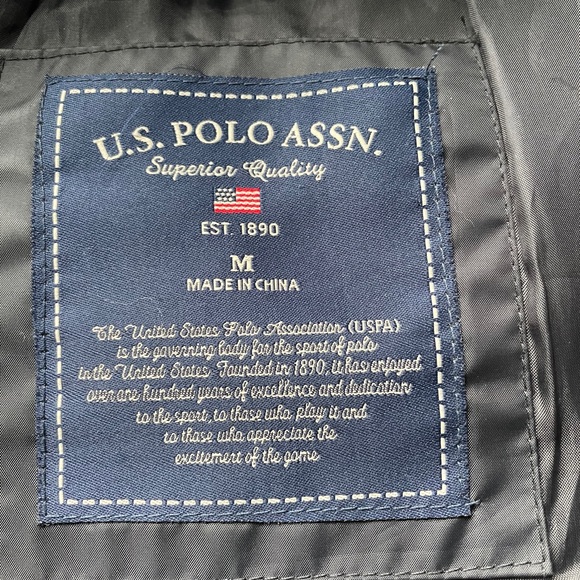 U.S. POLO ASSN.
Superior Quality
EST. 1890
M
MADE IN CHINA
The United States Polo Association (USPA)
is the governing body for the sport of polo
in the United States. Founded in 1890, it has enjoyed
over one hundred years of excellence and dedication
to the sport, to those who play it and
to those who appreciate the
excitement of the game